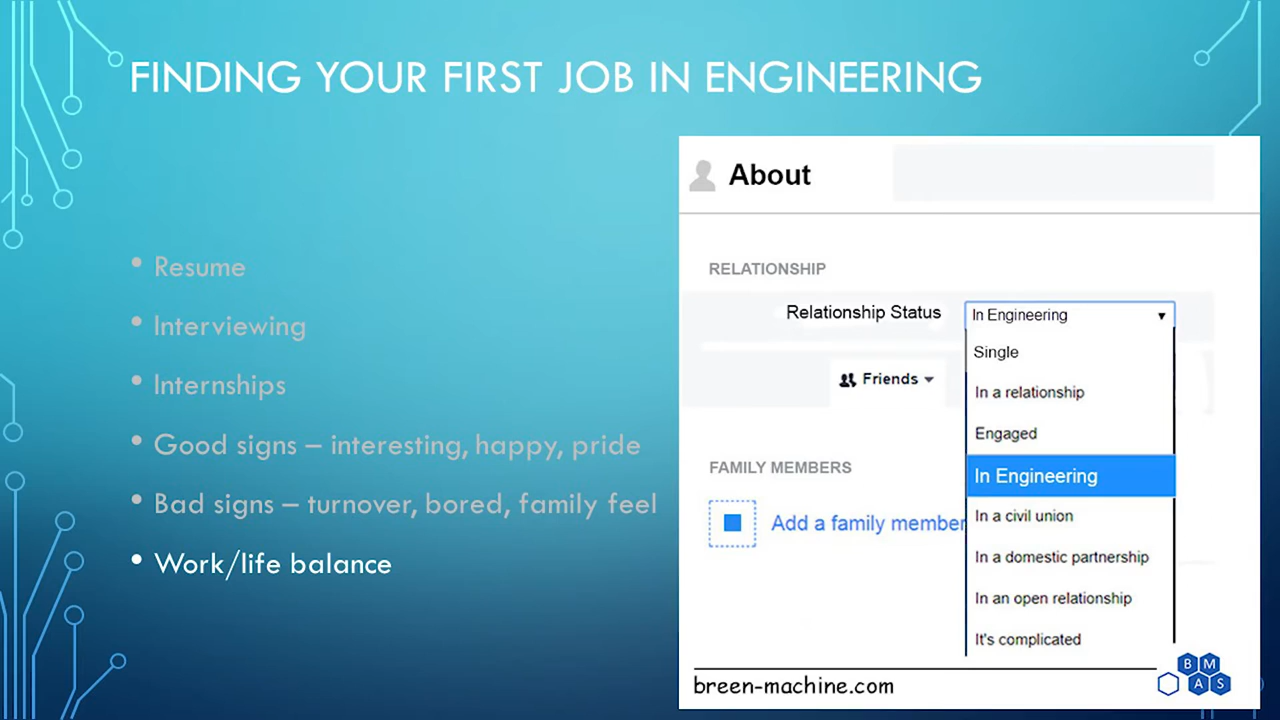 FINDING YOUR FIRST JOB IN ENGINEERING
• Resume
• Interviewing
• Internships
• Good signs – interesting, happy, pride
• Bad signs – turnover, bored, family feel
• Work/life balance
About
RELATIONSHIP
Relationship Status
In Engineering
Single
In a relationship
Engaged
In Engineering
In a civil union
In a domestic partnership
In an open relationship
It's complicated
Friends
FAMILY MEMBERS
Add a family member
breen-machine.com
B M
A S